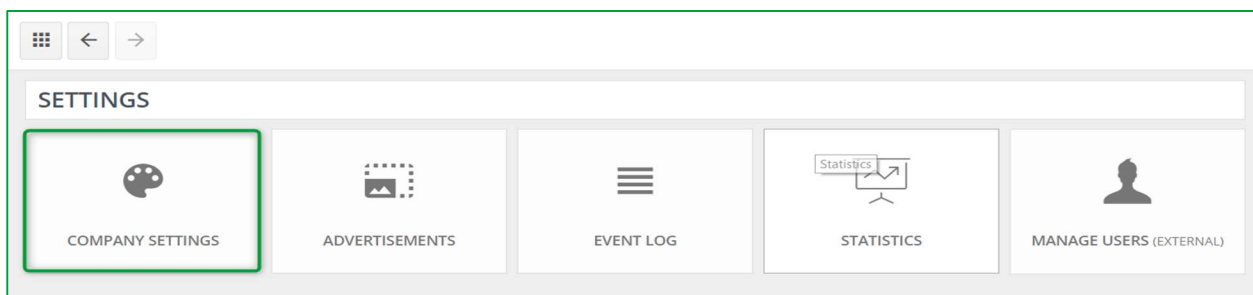 SETTINGS
Statistics
COMPANY SETTINGS
ADVERTISEMENTS
EVENT LOG
STATISTICS
MANAGE USERS (EXTERNAL)